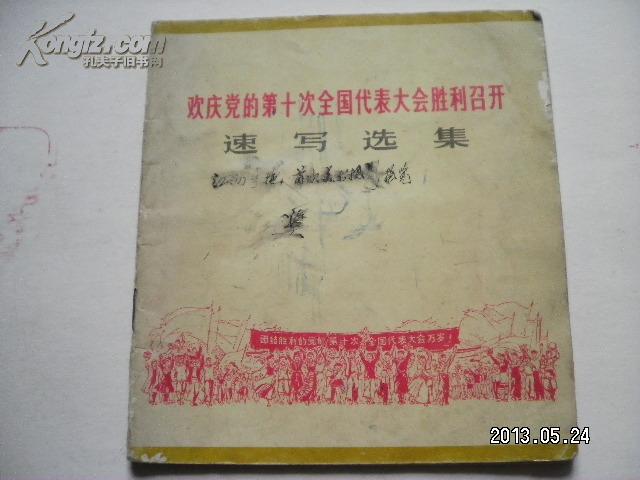 Kongfz.com
孔夫子旧书网
欢庆党的第十次全国代表大会胜利召开
速写选集
奖
团结胜利的党的第十次全国代表大会万岁!
2013.05.24